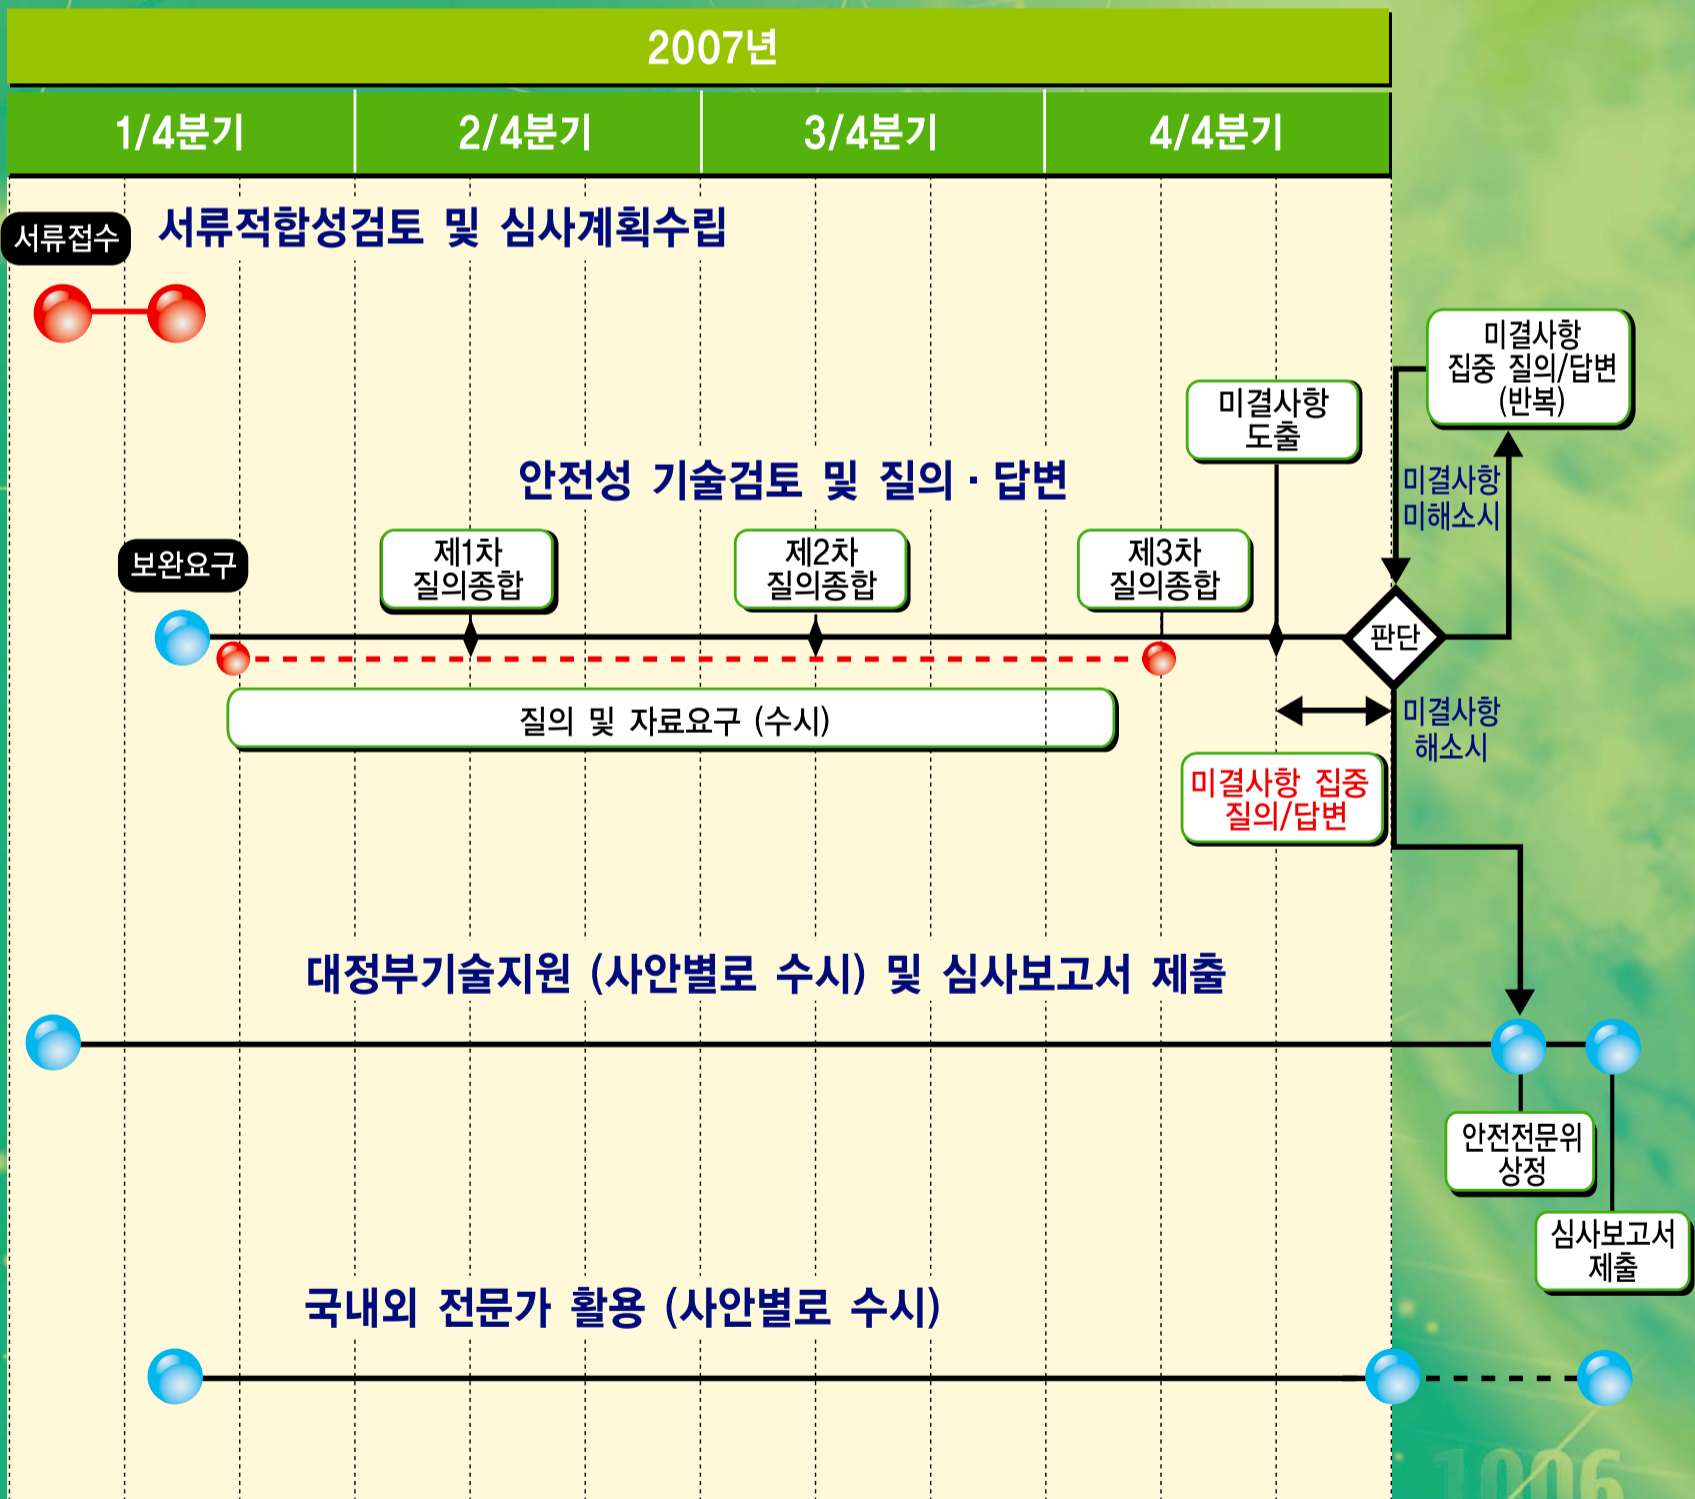 2007년
1/4분기
2/4분기
3/4분기
4/4분기
서류접수
서류적합성검토 및 심사계획수립
미결사항
집중 질의/답변
(반복)
미결사항
도출
안전성 기술검토 및 질의·답변
미결사항
미해소시
보완요구
제1차
질의종합
제2차
질의종합
제3차
질의종합
판단
질의 및 자료요구 (수시)
미결사항
해소시
미결사항 집중
질의/답변
대정부기술지원 (사안별로 수시) 및 심사보고서 제출
안전전문위
상정
심사보고서
제출
국내외 전문가 활용 (사안별로 수시)
1006